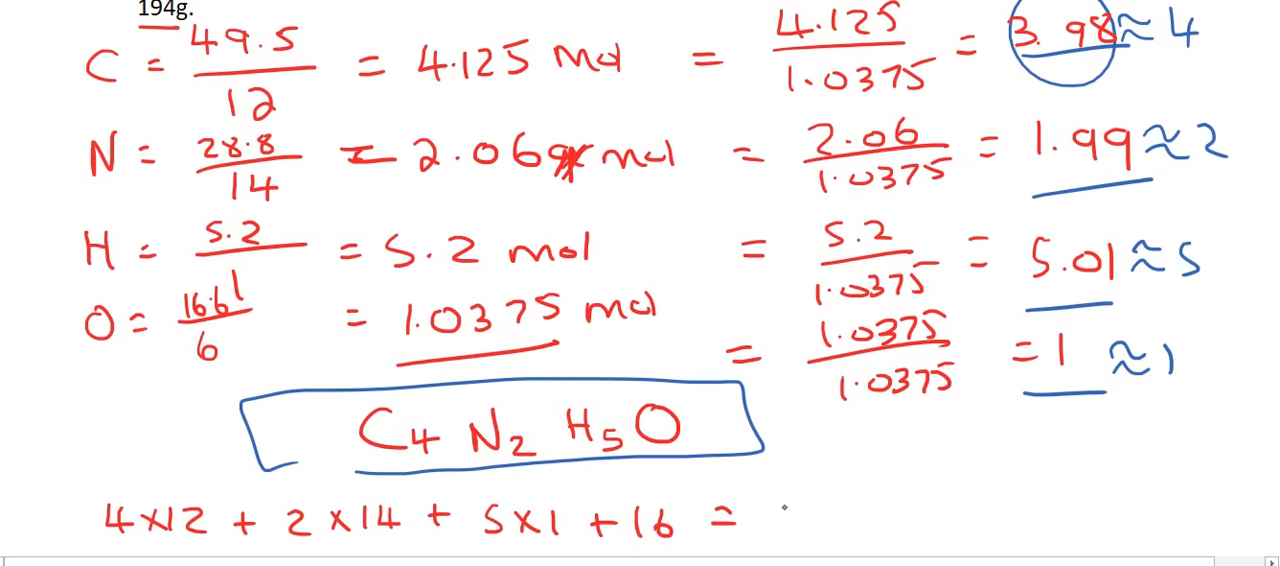 194g.
C = 49.5/12 = 4.125 mol = 4.125/1.0375 = 3.98 ≈ 4
N = 28.8/14 = 2.06 mol = 2.06/1.0375 = 1.99 ≈ 2
H = 5.2/1 = 5.2 mol = 5.2/1.0375 = 5.01 ≈ 5
O = 16.6/6 = 1.0375 mol = 1.0375/1.0375 = 1 ≈ 1
C₄ N₂ H₅ O
4×12 + 2×14 + 5×1 + 16 =